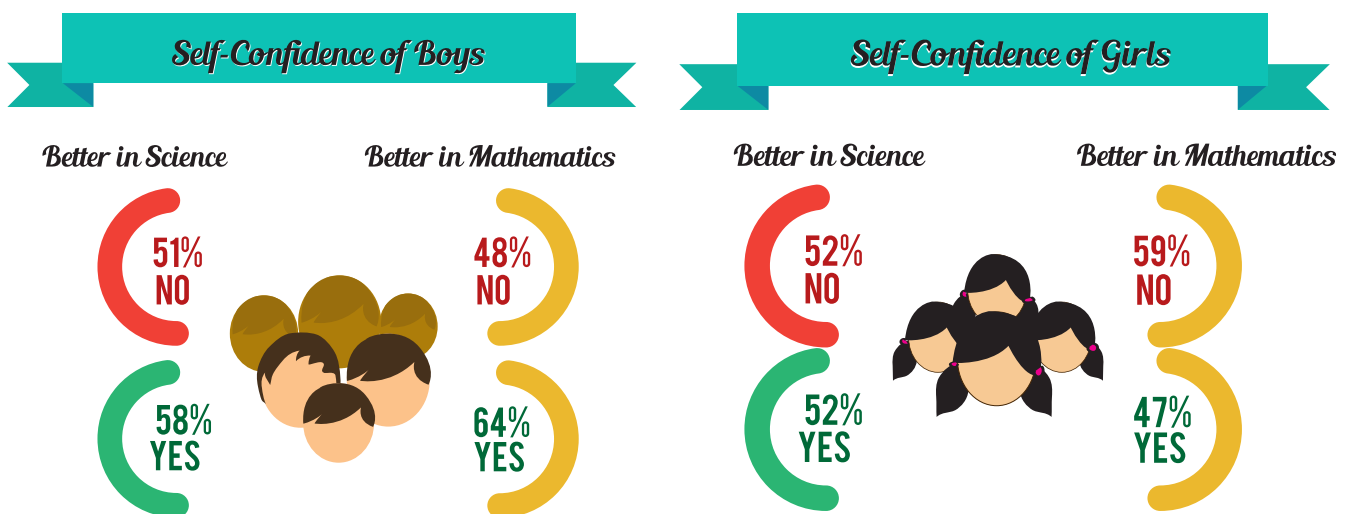 Self-Confidence of Boys
Better in Science
Better in Mathematics
51%
NO
48%
NO
58%
YES
64%
YES
Self-Confidence of Girls
Better in Science
Better in Mathematics
52%
NO
59%
NO
52%
YES
47%
YES